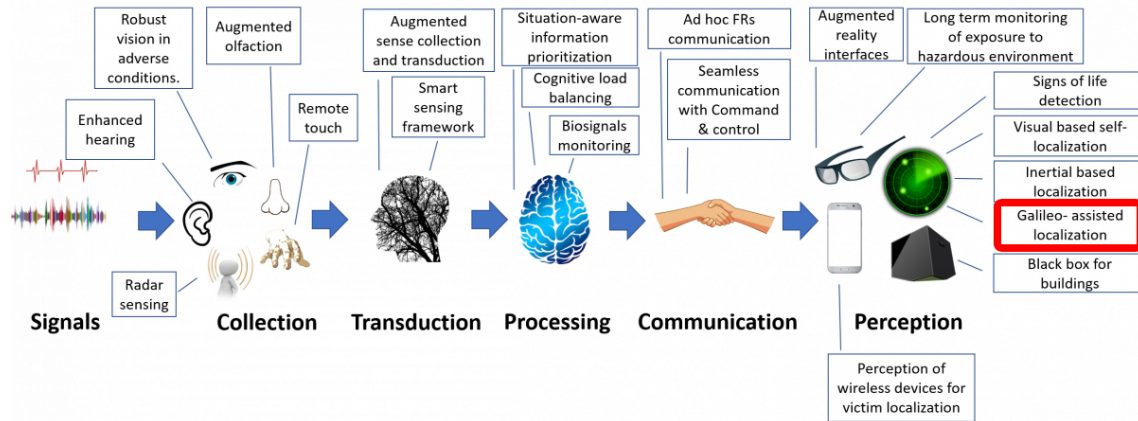 Robust
vision in
adverse
conditions.
Augmented
olfaction
Enhanced
hearing
Remote
touch
Radar
sensing
Augmented
sense collection
and transduction
Smart
sensing
framework
Situation-aware
information
prioritization
Cognitive load
balancing
Biosignals
monitoring
Ad hoc FRs
communication
Seamless
communication
with Command
& control
Augmented
reality
interfaces
Long term monitoring
of exposure to
hazardous environment
Signs of life
detection
Visual based self-
localization
Inertial based
localization
Galileo- assisted
localization
Black box for
buildings
Signals
Collection
Transduction
Processing
Communication
Perception
Perception of
wireless devices for
victim localization